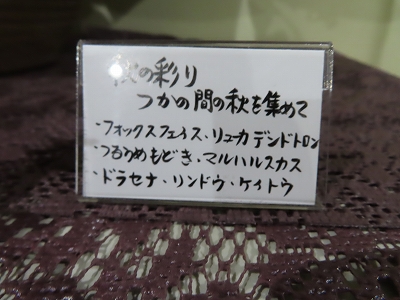 秋の彩り
つかの間の秋を集めて
・フォックスフェイス・リューカデンドロン
・つるうめもどき・マルハルスカス
・ドラセナ・リンドウ・ケイトウ